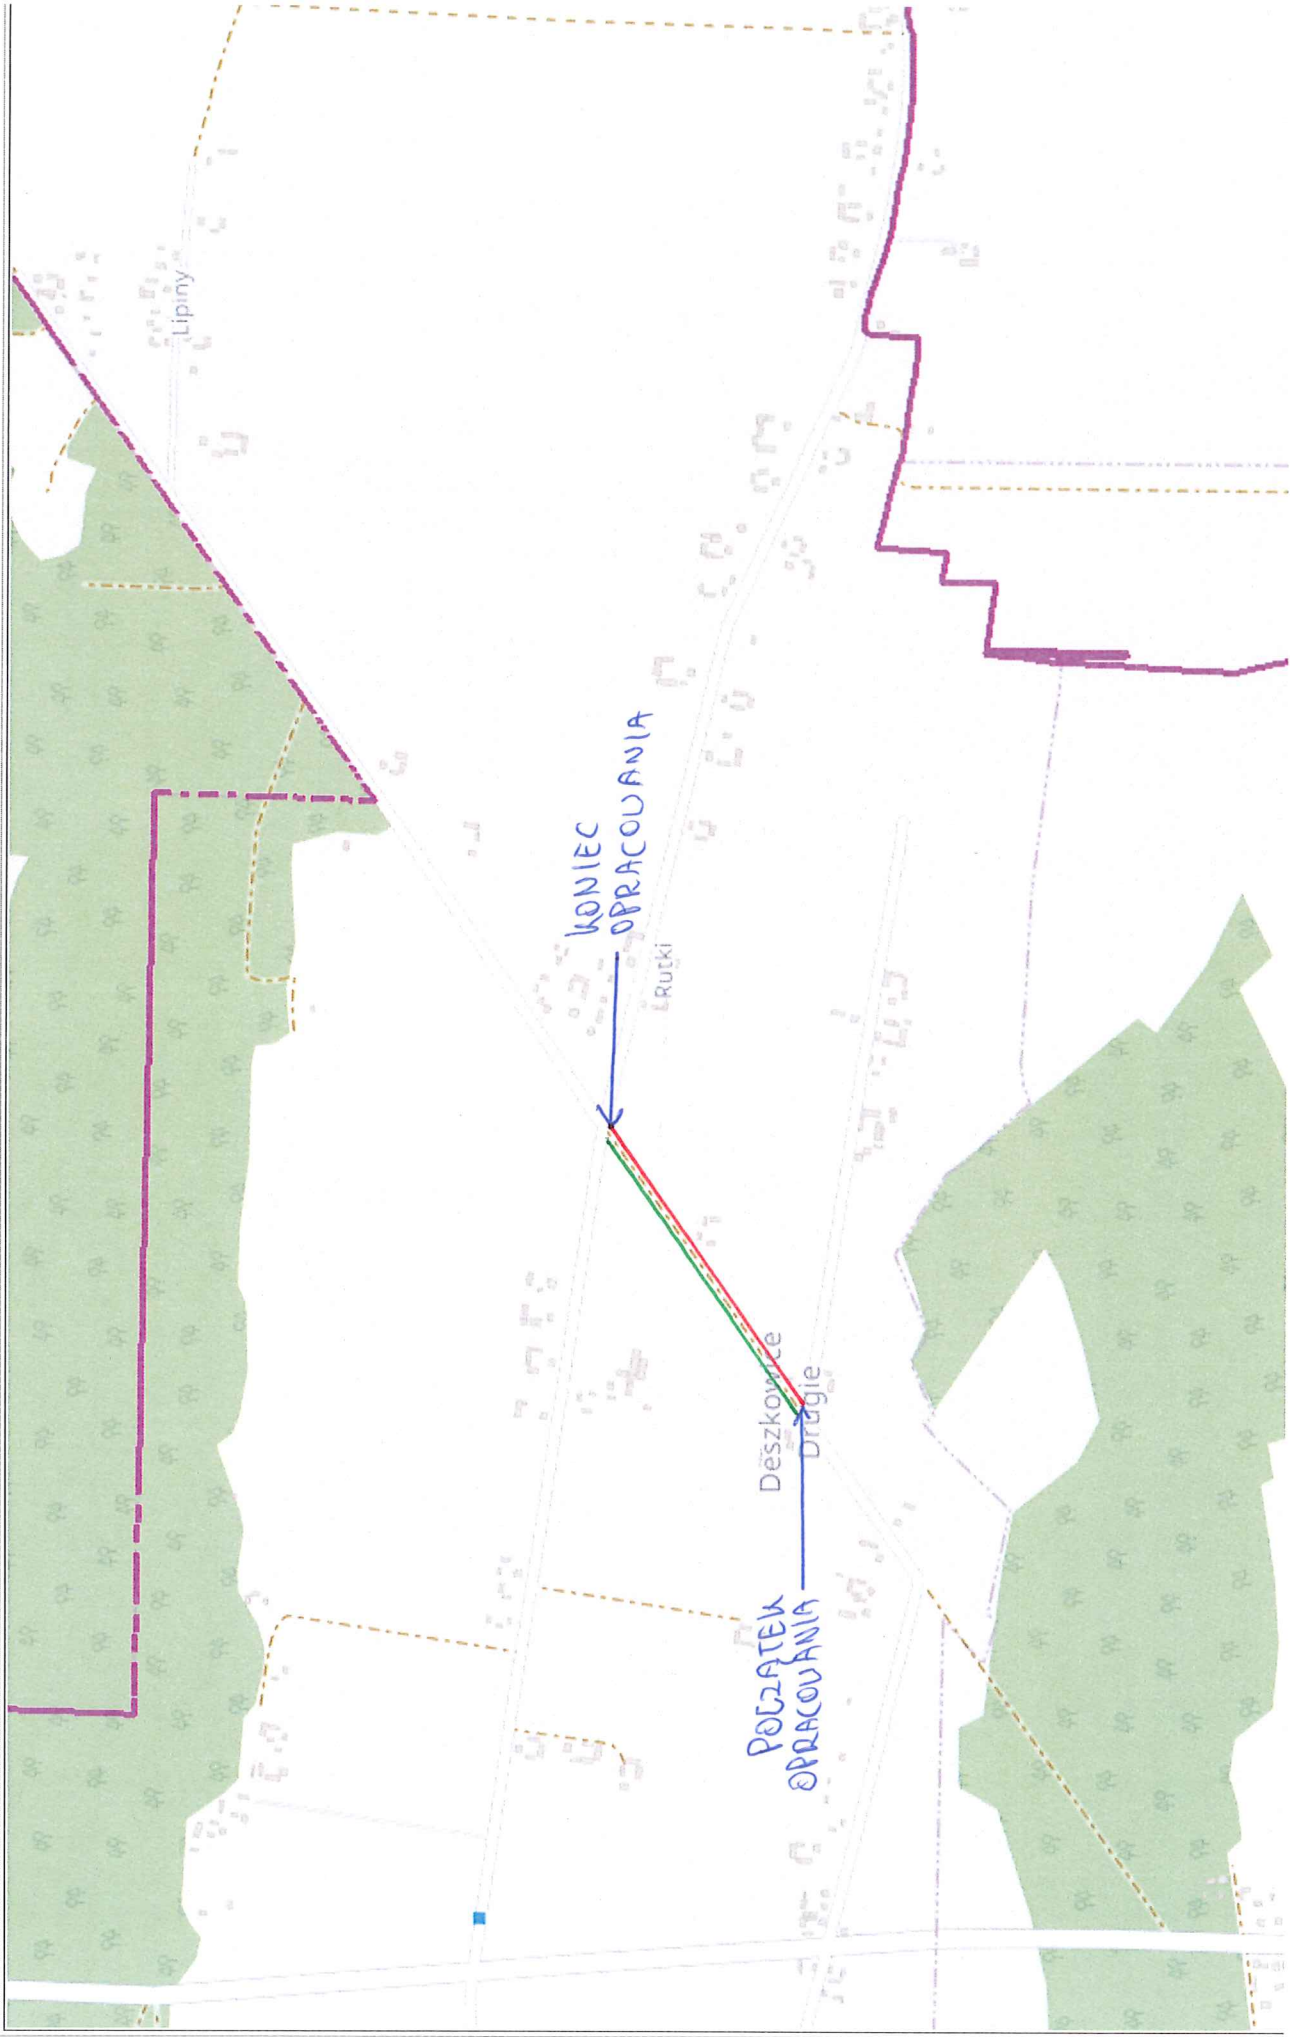 Lipiny
KONIEC
OPRACOWANIA
Rutki
Deszkowice
Drugie
POCZĄTEK
OPRACOWANIA